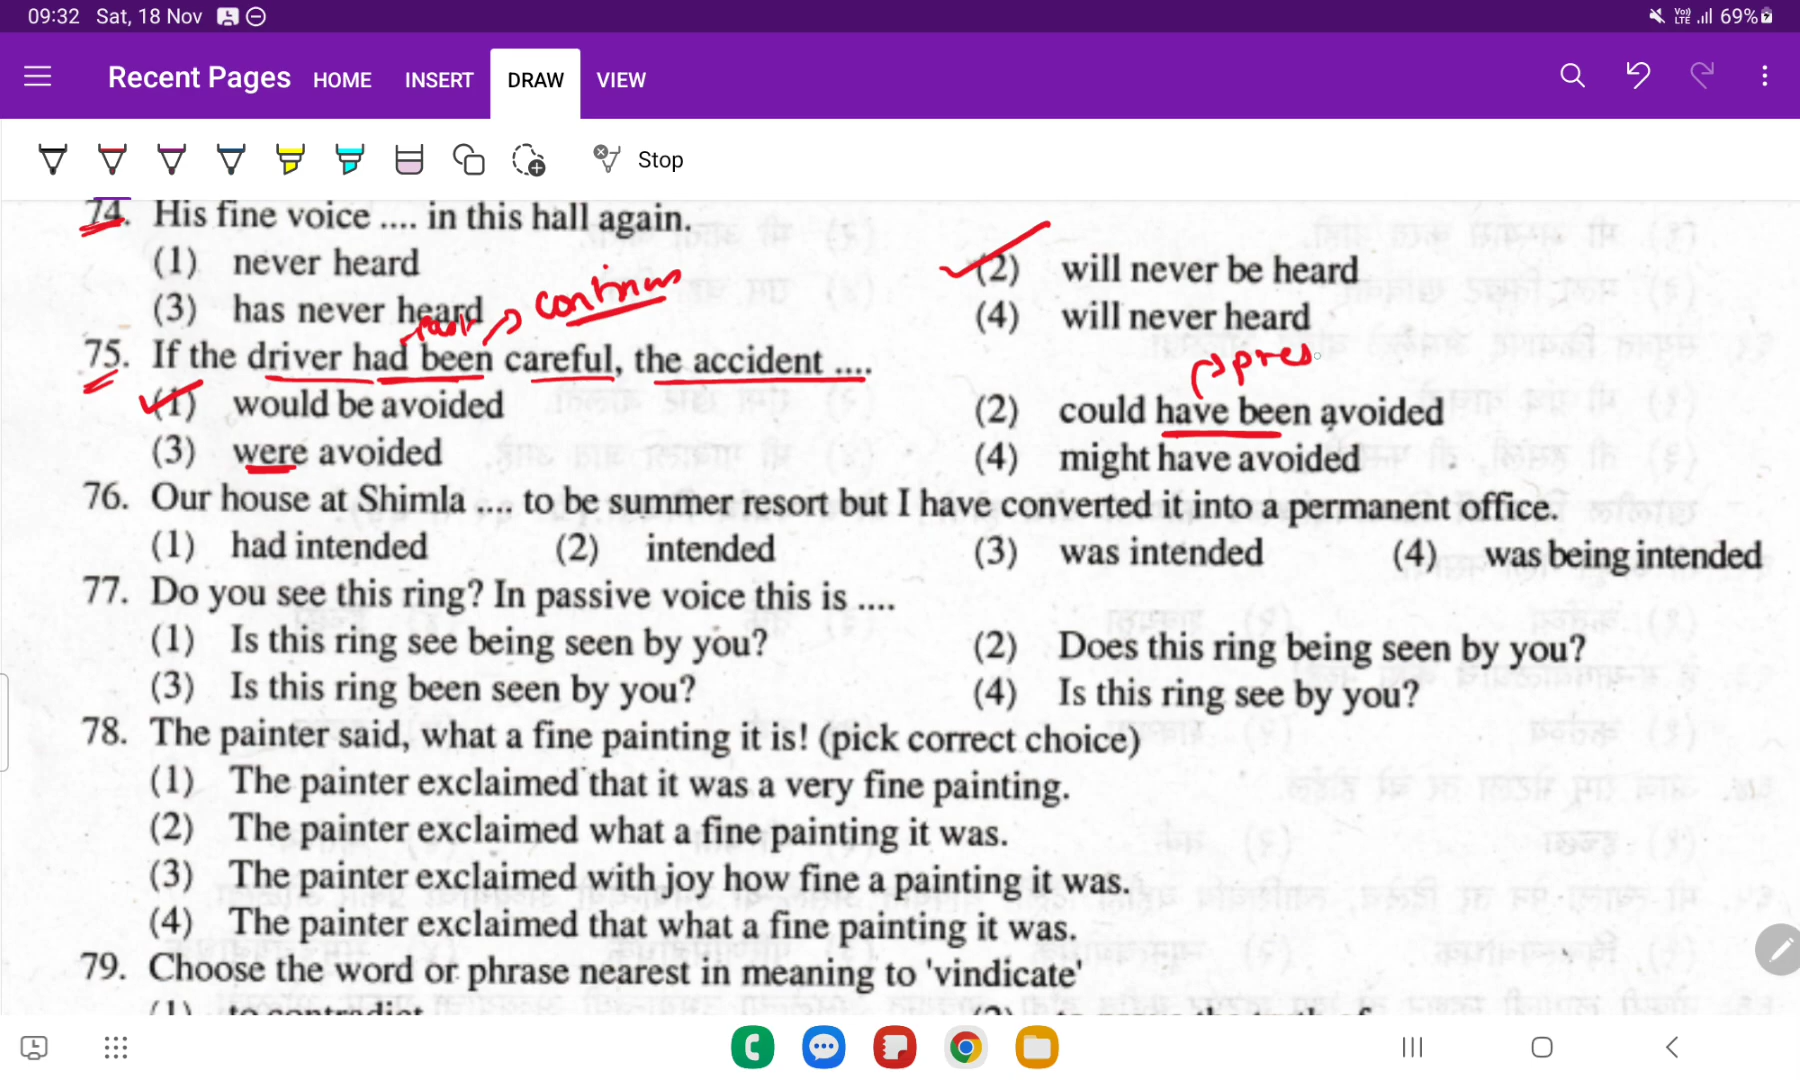 09:32 Sat, 18 Nov
69%
Recent Pages HOME INSERT DRAW VIEW
Stop
74. His fine voice .... in this hall again.
(1) never heard
(2) will never be heard
continus
(3) has never heard
(4) will never heard
75. If the driver had been careful, the accident ....
pres
(1) would be avoided
(2) could have been avoided
(3) were avoided
(4) might have avoided
76. Our house at Shimla .... to be summer resort but I have converted it into a permanent office.
(1) had intended (2) intended (3) was intended (4) was being intended
77. Do you see this ring? In passive voice this is ....
(1) Is this ring see being seen by you?
(2) Does this ring being seen by you?
(3) Is this ring been seen by you?
(4) Is this ring see by you?
78. The painter said, what a fine painting it is! (pick correct choice)
(1) The painter exclaimed that it was a very fine painting.
(2) The painter exclaimed what a fine painting it was.
(3) The painter exclaimed with joy how fine a painting it was.
(4) The painter exclaimed that what a fine painting it was.
79. Choose the word or phrase nearest in meaning to 'vindicate'
(1) to contradict